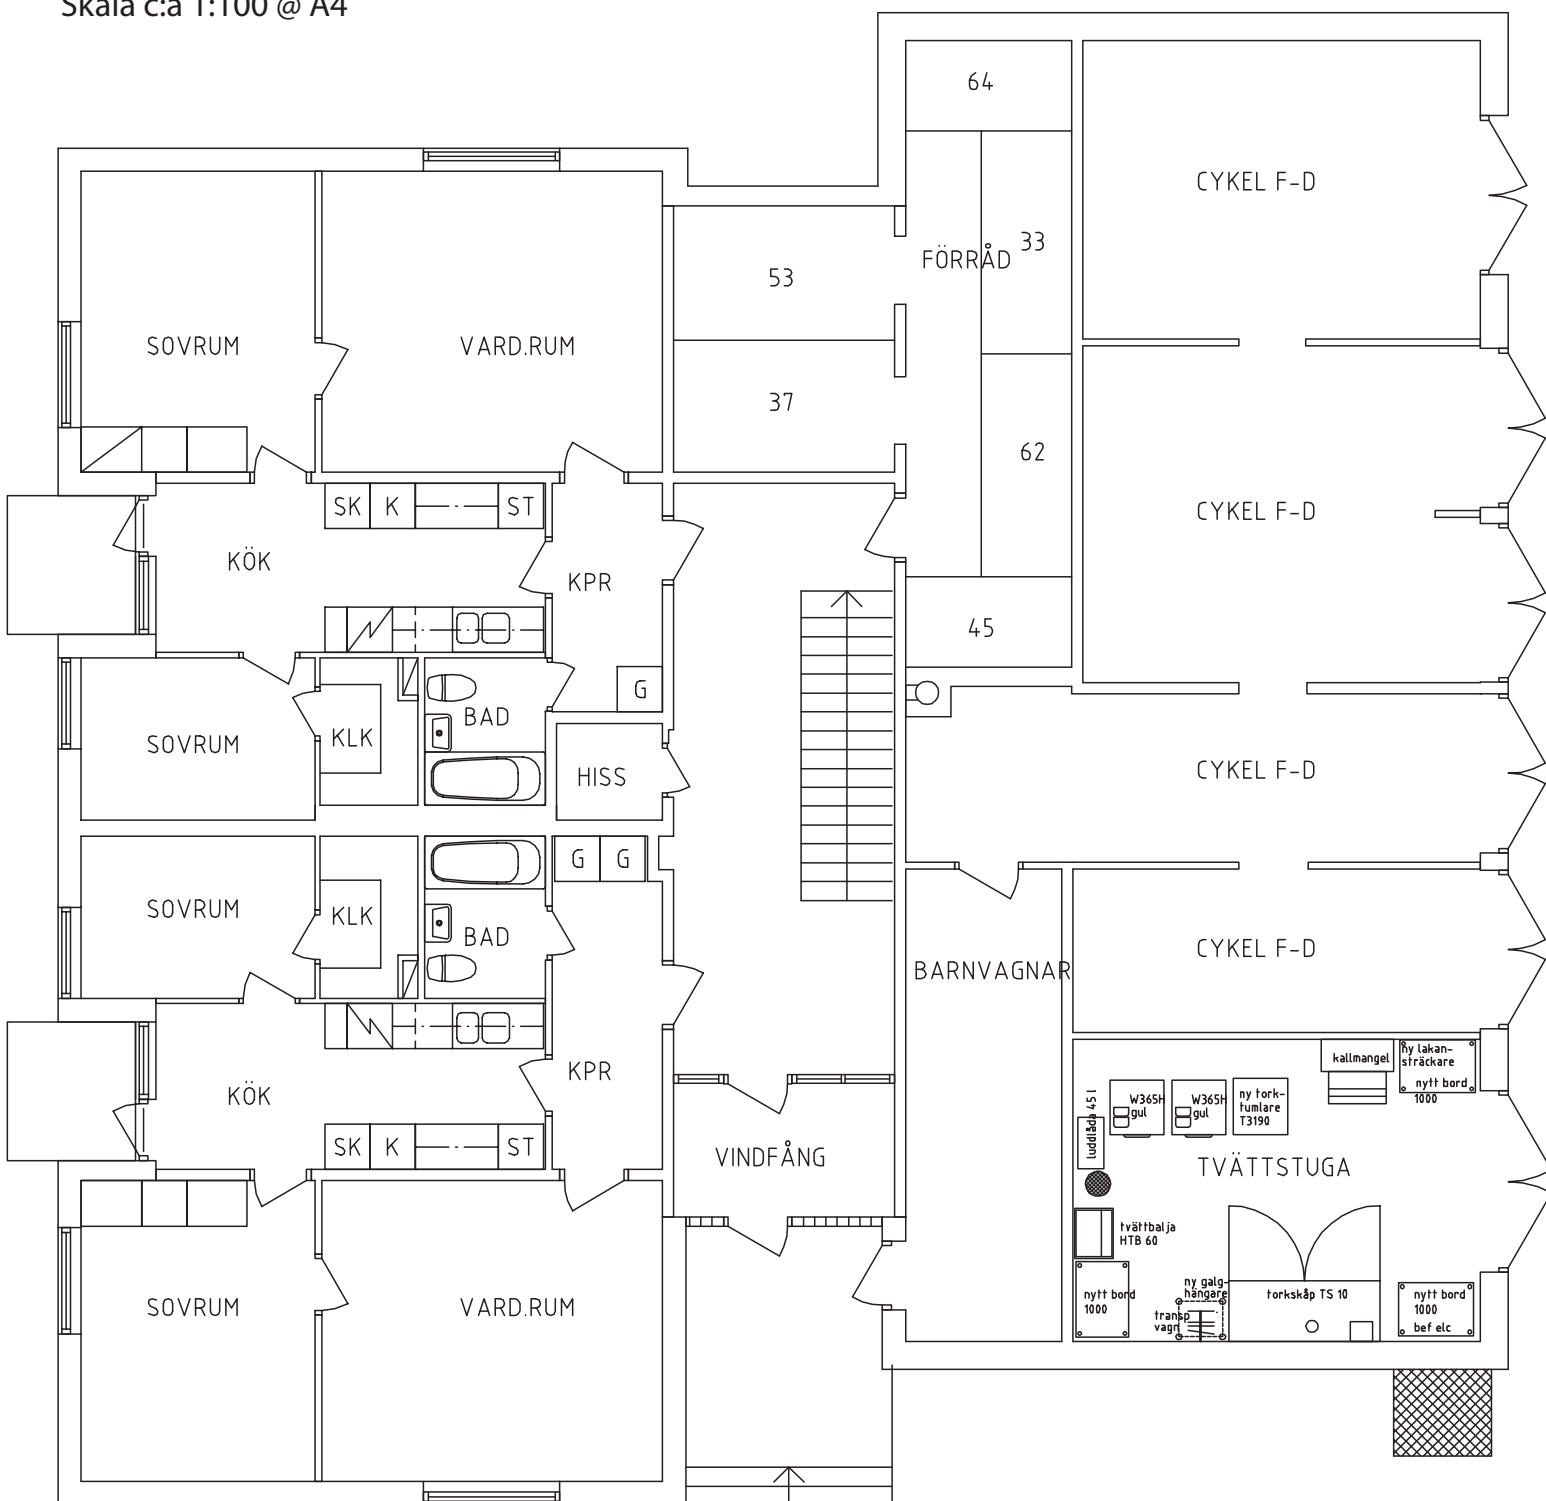 Skala c:a 1:100 @ A4
64
CYKEL F-D
33
FÖRRÅD
53
SOVRUM
VARD.RUM
37
62
SK
K
ST
CYKEL F-D
KÖK
KPR
45
G
BAD
SOVRUM
KLK
HISS
CYKEL F-D
G
G
SOVRUM
KLK
BAD
CYKEL F-D
BARNVAGNAR
KPR
KÖK
SK
K
ST
VINDFÅNG
kallmangel
ny lakan-
sträckare
nytt bord
1000
luddlåda 45 l
W365H
gul
W365H
gul
ny tork-
tumlare
T3190
TVÄTTSTUGA
tvättbalja
HTB 60
nytt bord
1000
ny galg-
hängare
transp
vagn
torkskåp TS 10
nytt bord
1000
bef elc
SOVRUM
VARD.RUM